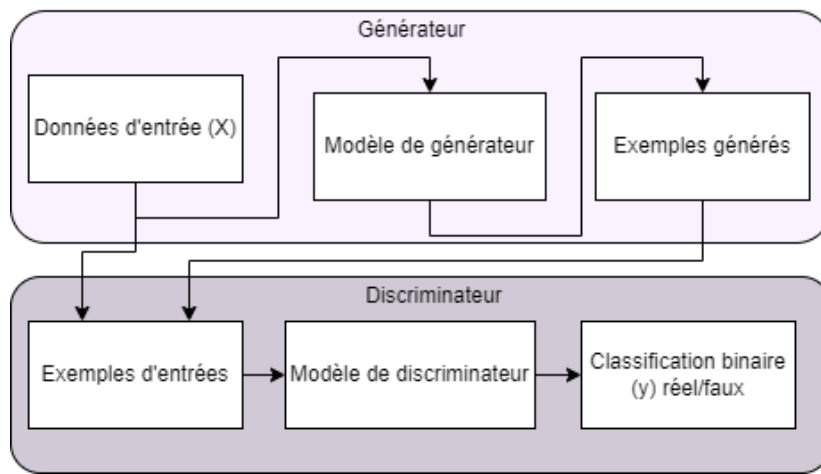 Générateur
Données d'entrée (X)
Modèle de générateur
Exemples générés
Discriminateur
Exemples d'entrées
Modèle de discriminateur
Classification binaire
(y) réel/faux